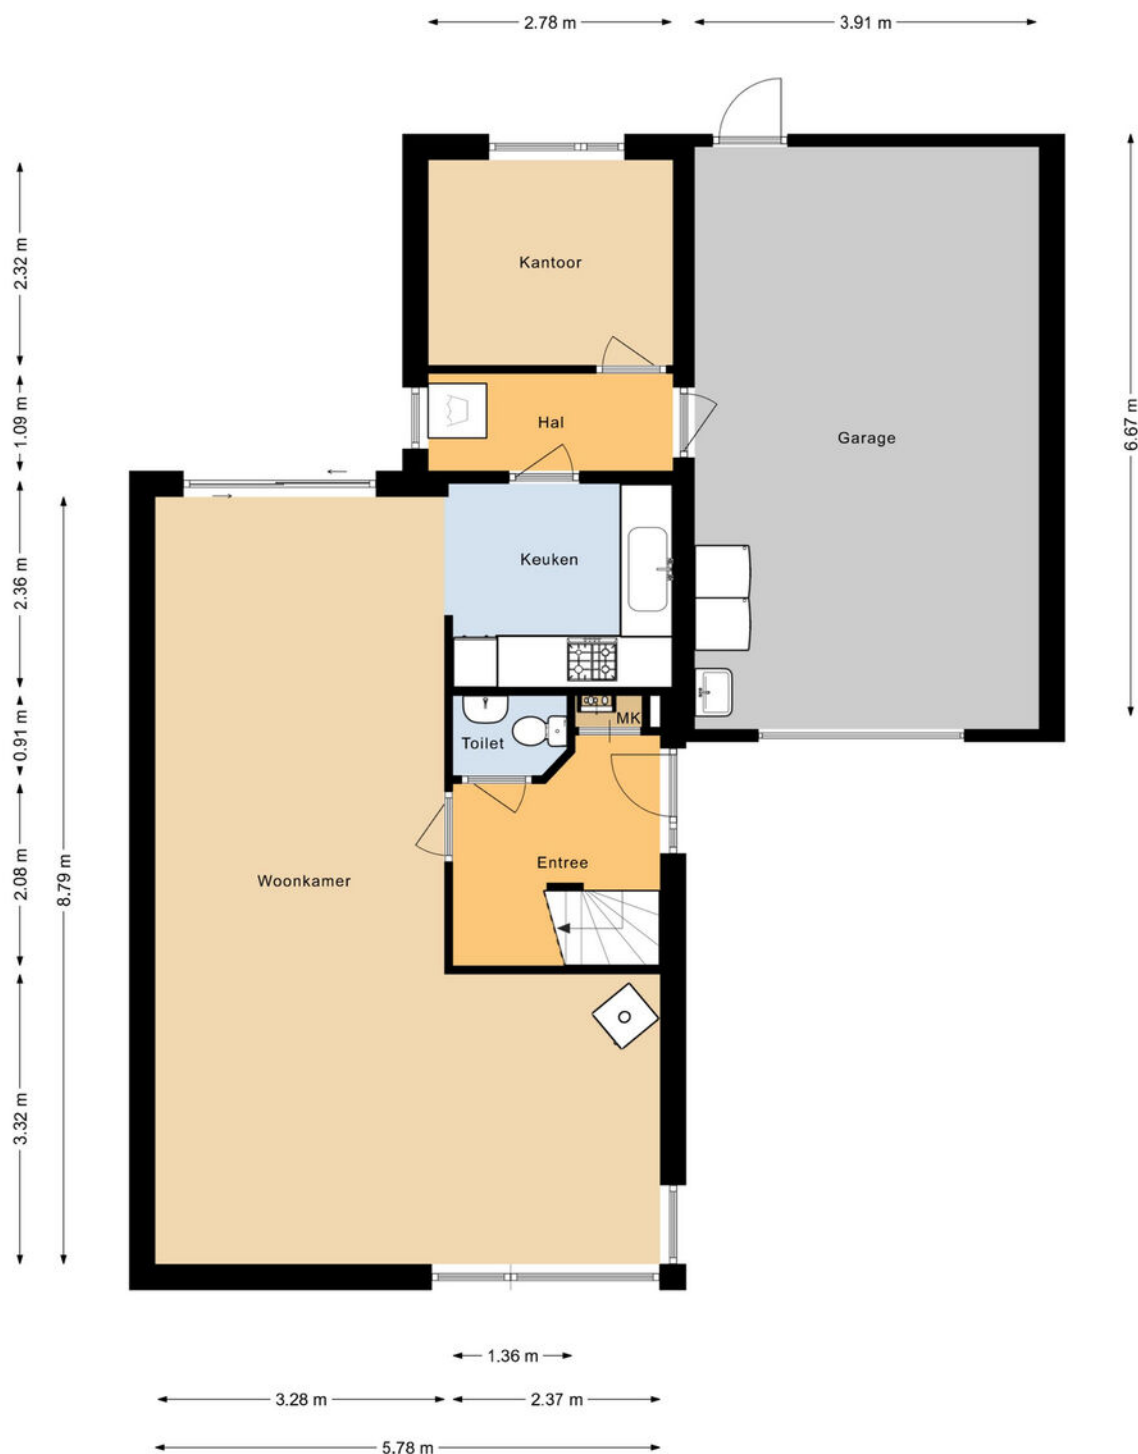 2.78 m
3.91 m
2.32 m
1.09 m
2.36 m
0.91 m
2.08 m
3.32 m
8.79 m
6.67 m
Kantoor
Hal
Garage
Keuken
MK
Toilet
Entree
Woonkamer
1.36 m
3.28 m
2.37 m
5.78 m